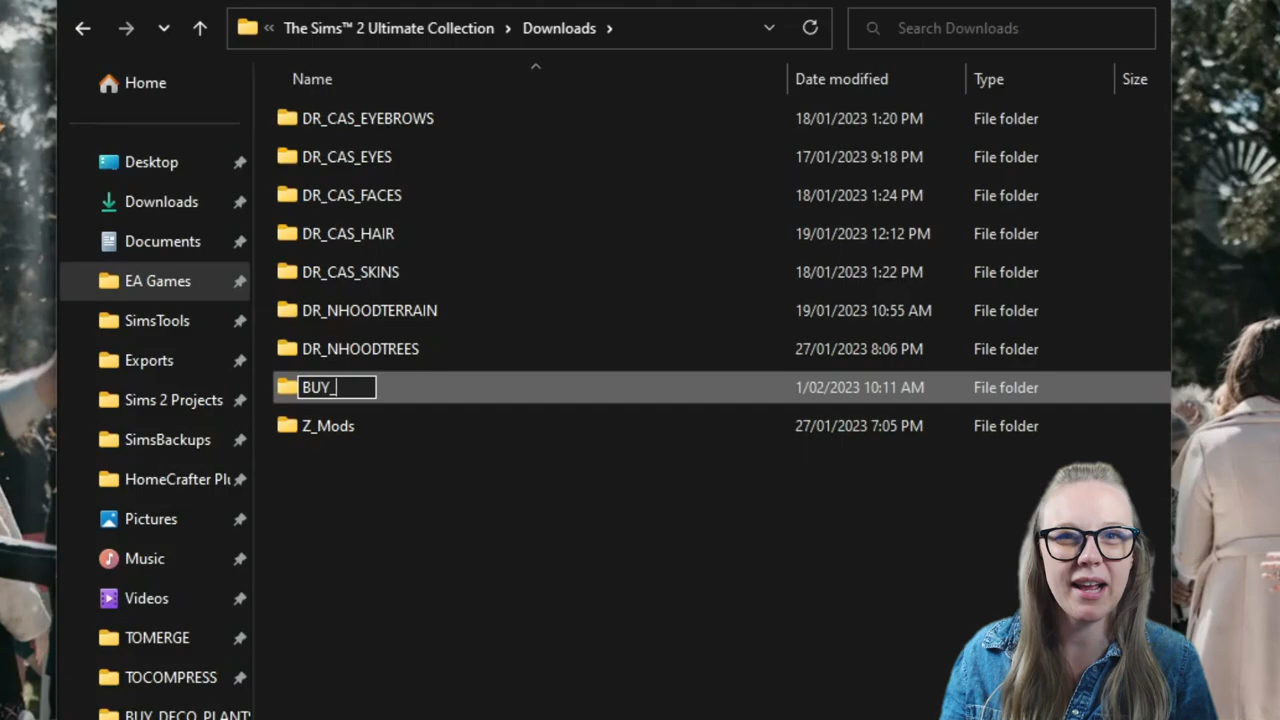 « The Sims™ 2 Ultimate Collection › Downloads ›
Search Downloads
Name
Date modified
Type
Size
Home
Desktop
Downloads
Documents
EA Games
SimsTools
Exports
Sims 2 Projects
SimsBackups
HomeCrafter Plu
Pictures
Music
Videos
TOMERGE
TOCOMPRESS
BUY_DECO_PLANT
DR_CAS_EYEBROWS 18/01/2023 1:20 PM File folder
DR_CAS_EYES 17/01/2023 9:18 PM File folder
DR_CAS_FACES 18/01/2023 1:24 PM File folder
DR_CAS_HAIR 19/01/2023 12:12 PM File folder
DR_CAS_SKINS 18/01/2023 1:22 PM File folder
DR_NHOODTERRAIN 19/01/2023 10:55 AM File folder
DR_NHOODTREES 27/01/2023 8:06 PM File folder
BUY_ 1/02/2023 10:11 AM File folder
Z_Mods 27/01/2023 7:05 PM File folder